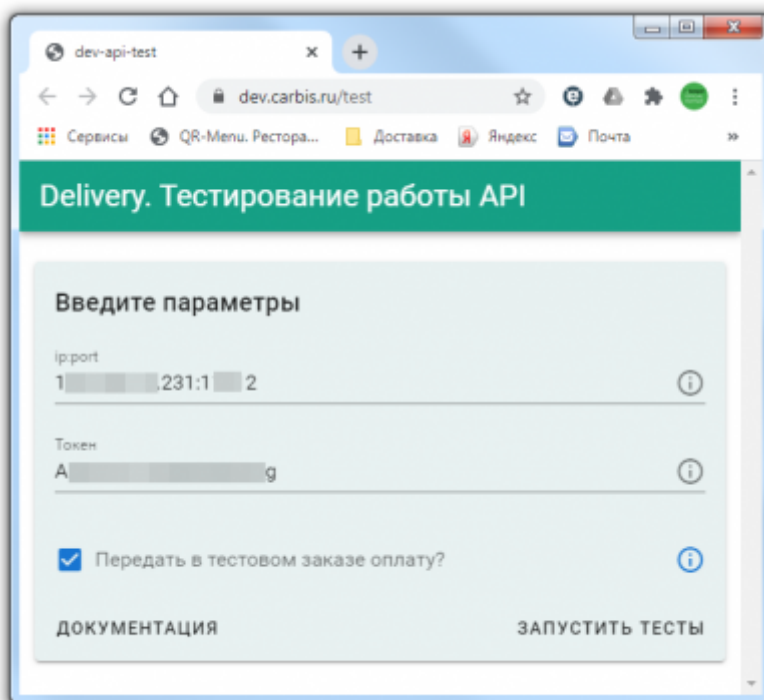 dev-api-test
dev.carbis.ru/test
Сервисы QR-Menu. Рестора... Доставка Яндекс Почта
Delivery. Тестирование работы API
Введите параметры
ip:port
1 .231:1 2
Токен
A g
Передать в тестовом заказе оплату?
ДОКУМЕНТАЦИЯ ЗАПУСТИТЬ ТЕСТЫ